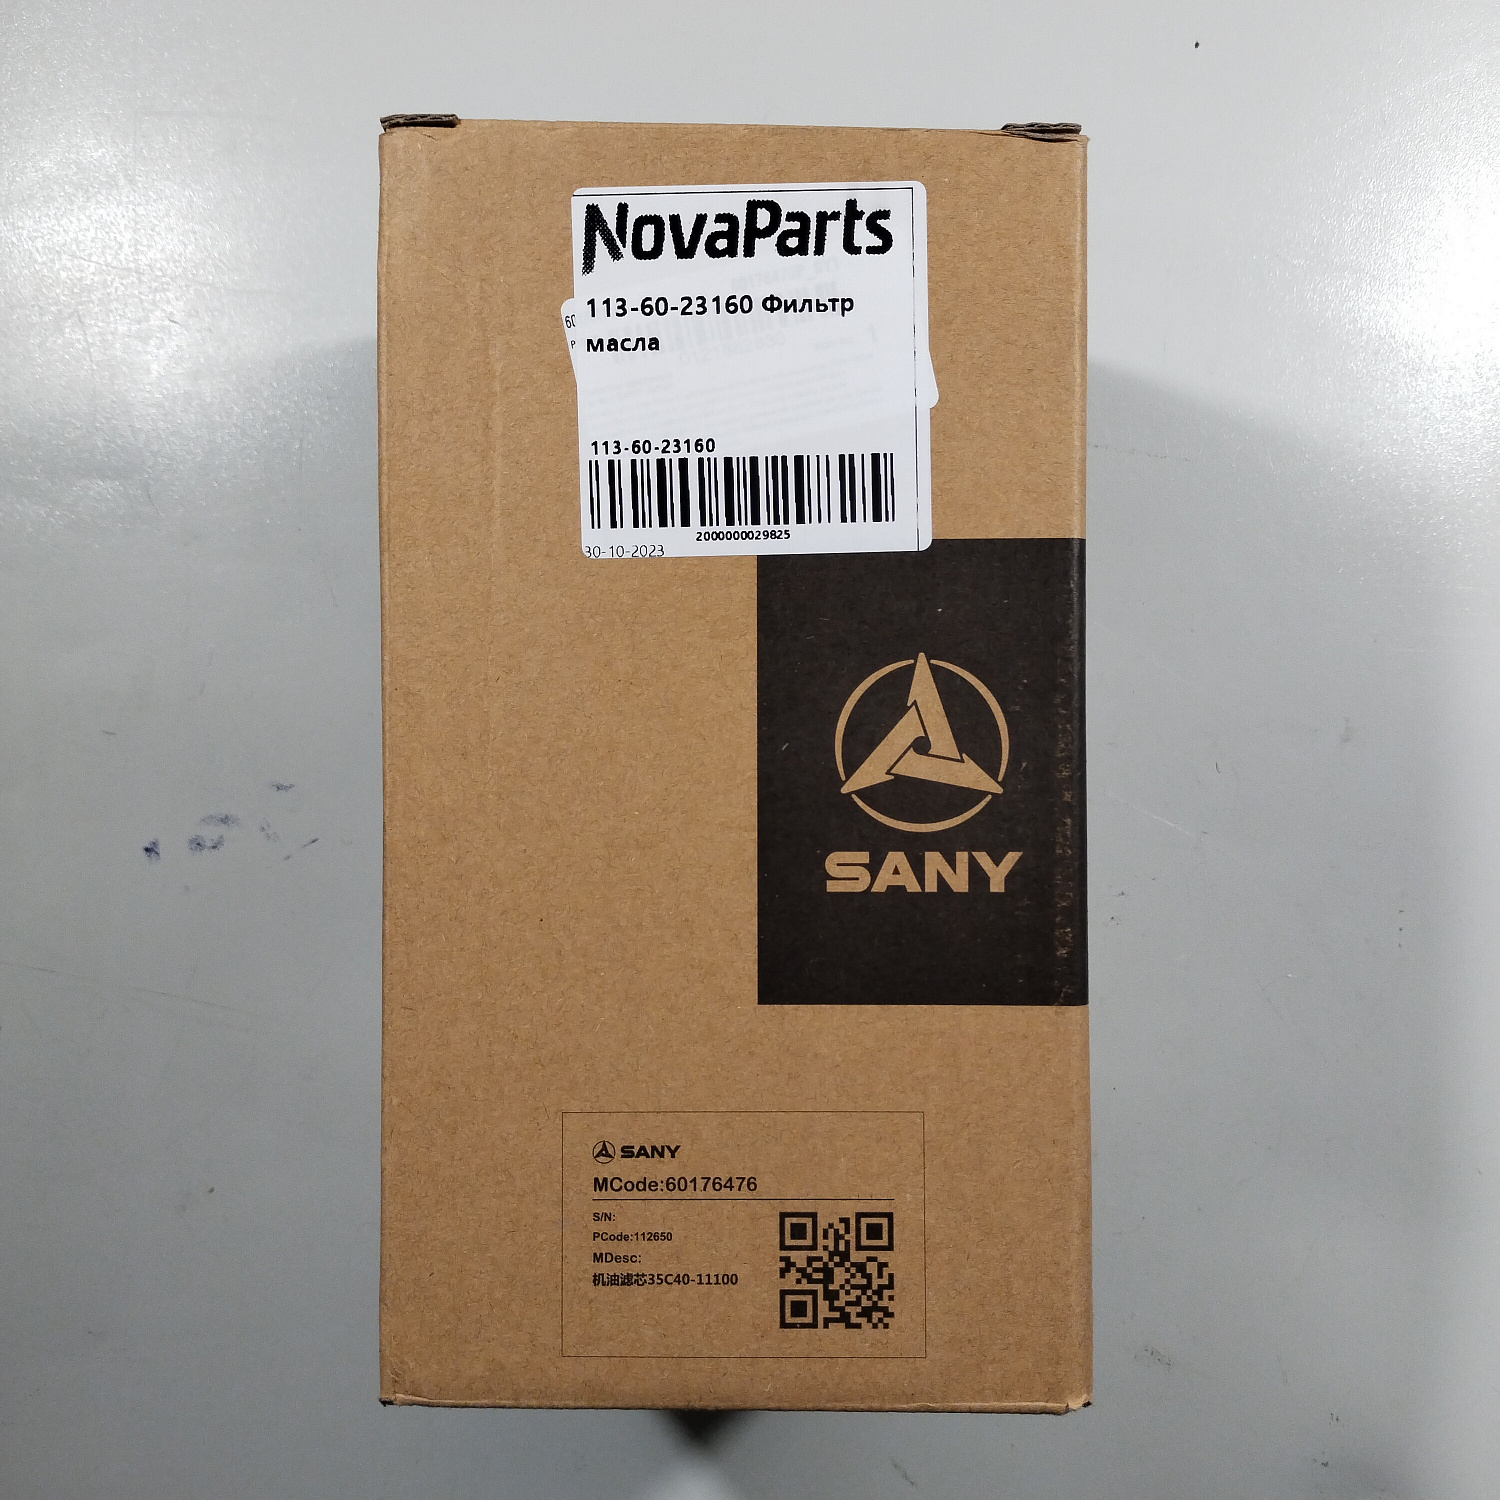 NovaParts
113-60-23160 Фильтр
масла
60
P
113-60-23160
2000000029825
30-10-2023
SANY
SANY
MCode:60176476
S/N:
PCode:112650
MDesc:
机油滤芯35C40-11100